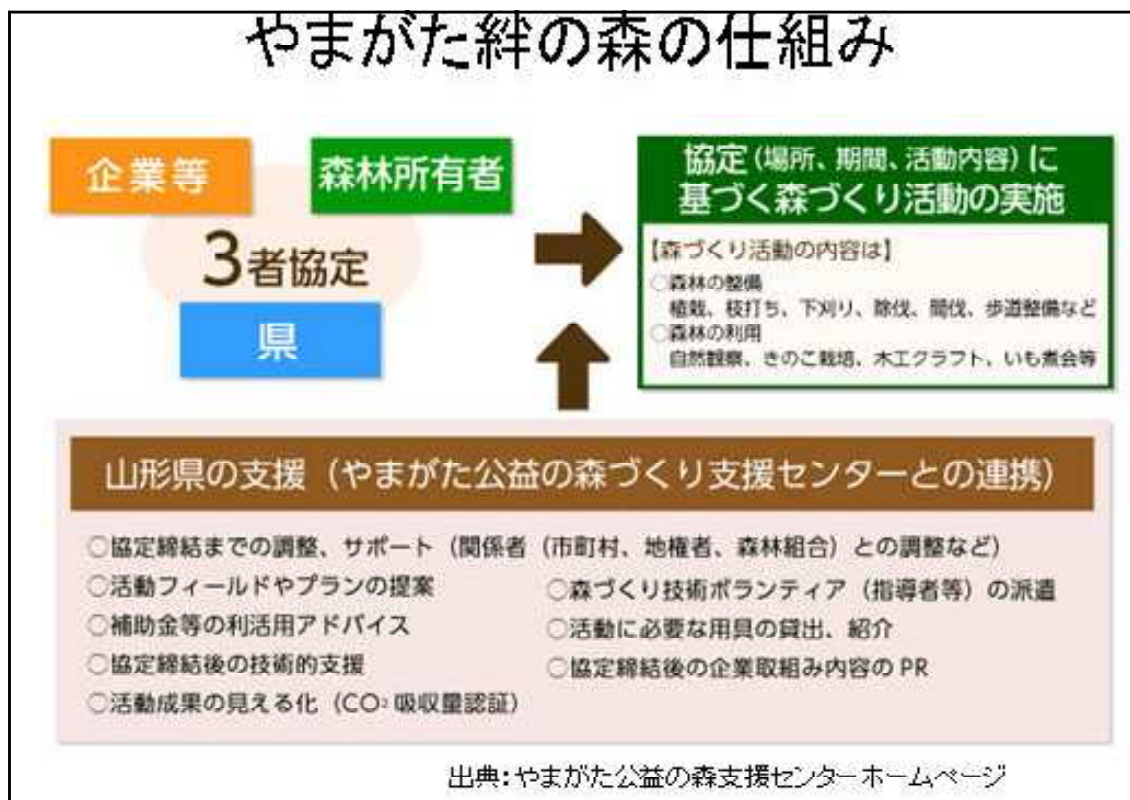 やまがた絆の森の仕組み
企業等
森林所有者
3者協定
県
協定(場所、期間、活動内容)に
基づく森づくり活動の実施
【森づくり活動の内容は】
○森林の整備
植栽、枝打ち、下刈り、除伐、間伐、歩道整備など
○森林の利用
自然観察、きのこ栽培、木工クラフト、いも煮会等
山形県の支援(やまがた公益の森づくり支援センターとの連携)
○協定締結までの調整、サポート(関係者(市町村、地権者、森林組合)との調整など)
○活動フィールドやプランの提案
○補助金等の利活用アドバイス
○協定締結後の技術的支援
○活動成果の見える化(CO₂吸収量認証)
○森づくり技術ボランティア(指導者等)の派遣
○活動に必要な用具の貸出、紹介
○協定締結後の企業取組み内容のPR
出典:やまがた公益の森支援センターホームページ